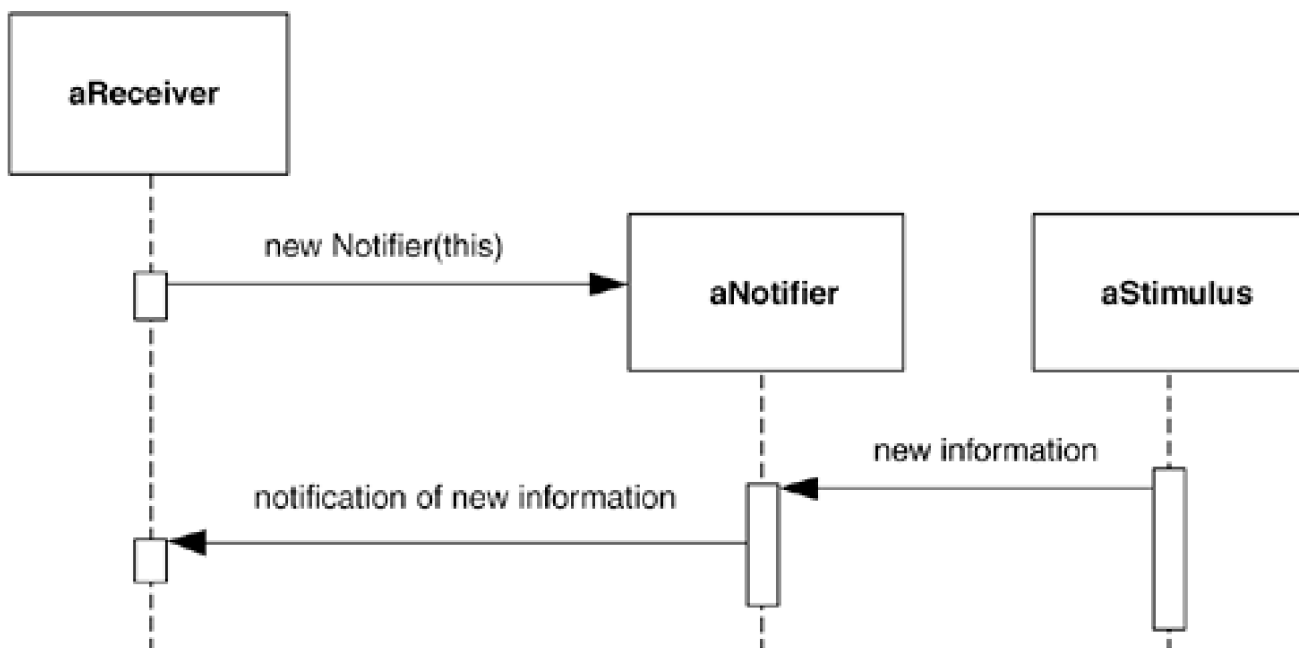 aReceiver
new Notifier(this)
aNotifier
aStimulus
new information
notification of new information